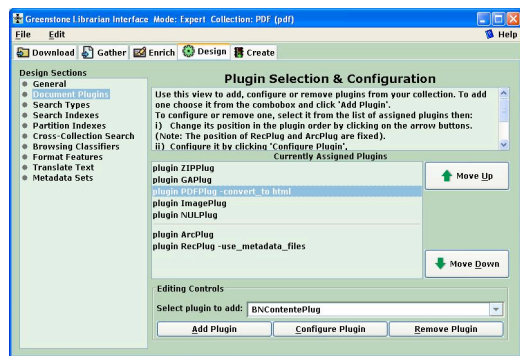 Greenstone Librarian Interface Mode: Expert Collection: PDF (pdf)
File Edit Help
Download Gather Enrich Design Create
Design Sections
General
Document Plugins
Search Types
Search Indexes
Partition Indexes
Cross-Collection Search
Browsing Classifiers
Format Features
Translate Text
Metadata Sets
Plugin Selection & Configuration
Use this view to add, configure or remove plugins from your collection. To add
one choose it from the combobox and click 'Add Plugin'.
To configure or remove one, select it from the list of assigned plugins then:
i) Change its position in the plugin order by clicking on the arrow buttons.
(Note: The position of RecPlug and ArcPlug are fixed).
ii) Configure it by clicking 'Configure Plugin'.
Currently Assigned Plugins
plugin ZIPPlug
plugin GAPlug
plugin PDFPlug -convert_to html
plugin ImagePlug
plugin NULPlug
plugin ArcPlug
plugin RecPlug -use_metadata_files
Move Up
Move Down
Editing Controls
Select plugin to add: BNContentePlug
Add Plugin Configure Plugin Remove Plugin